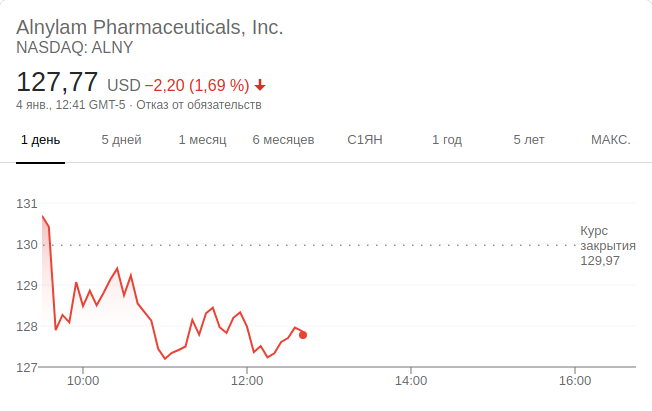 Alnylam Pharmaceuticals, Inc.
NASDAQ: ALNY
127,77 USD −2,20 (1,69 %)
4 янв., 12:41 GMT-5 · Отказ от обязательств
1 день 5 дней 1 месяц 6 месяцев С1ЯН 1 год 5 лет МАКС.
131
130
129
128
127
Курс
закрытия
129,97
10:00 12:00 14:00 16:00